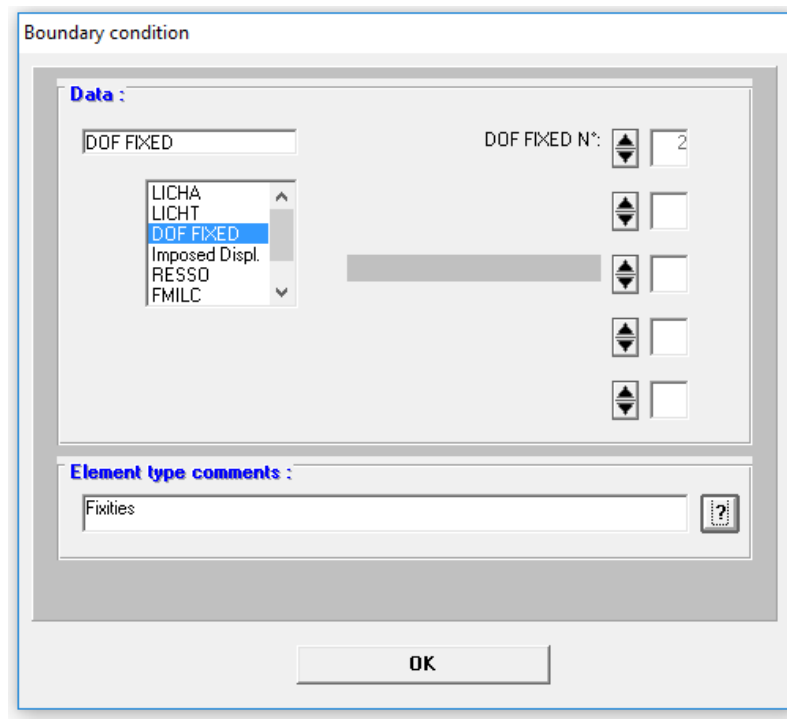 Boundary condition
Data :
DOF FIXED
DOF FIXED N°:
2
LICHA
LICHT
DOF FIXED
Imposed Displ.
RESSO
FMILC
Element type comments :
Fixities
?
OK